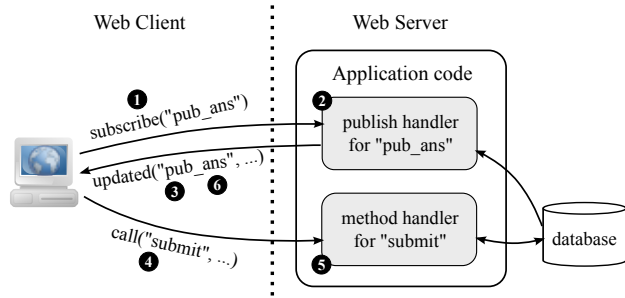 Web Client
Web Server
Application code
1
subscribe("pub_ans")
2
publish handler
for "pub_ans"
updated("pub_ans", ...)
3 6
method handler
for "submit"
call("submit", ...)
4
5
database